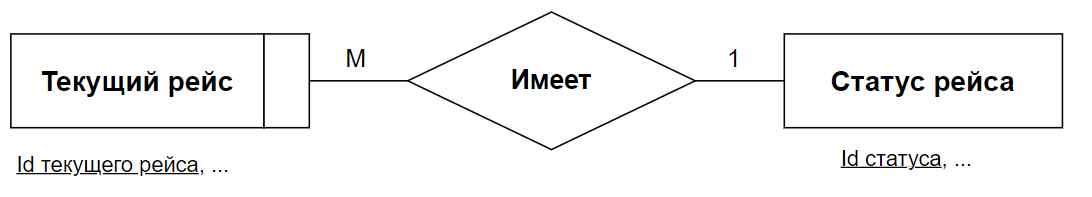 Текущий рейс
М
Имеет
1
Статус рейса
Id текущего рейса, ...
Id статуса, ...